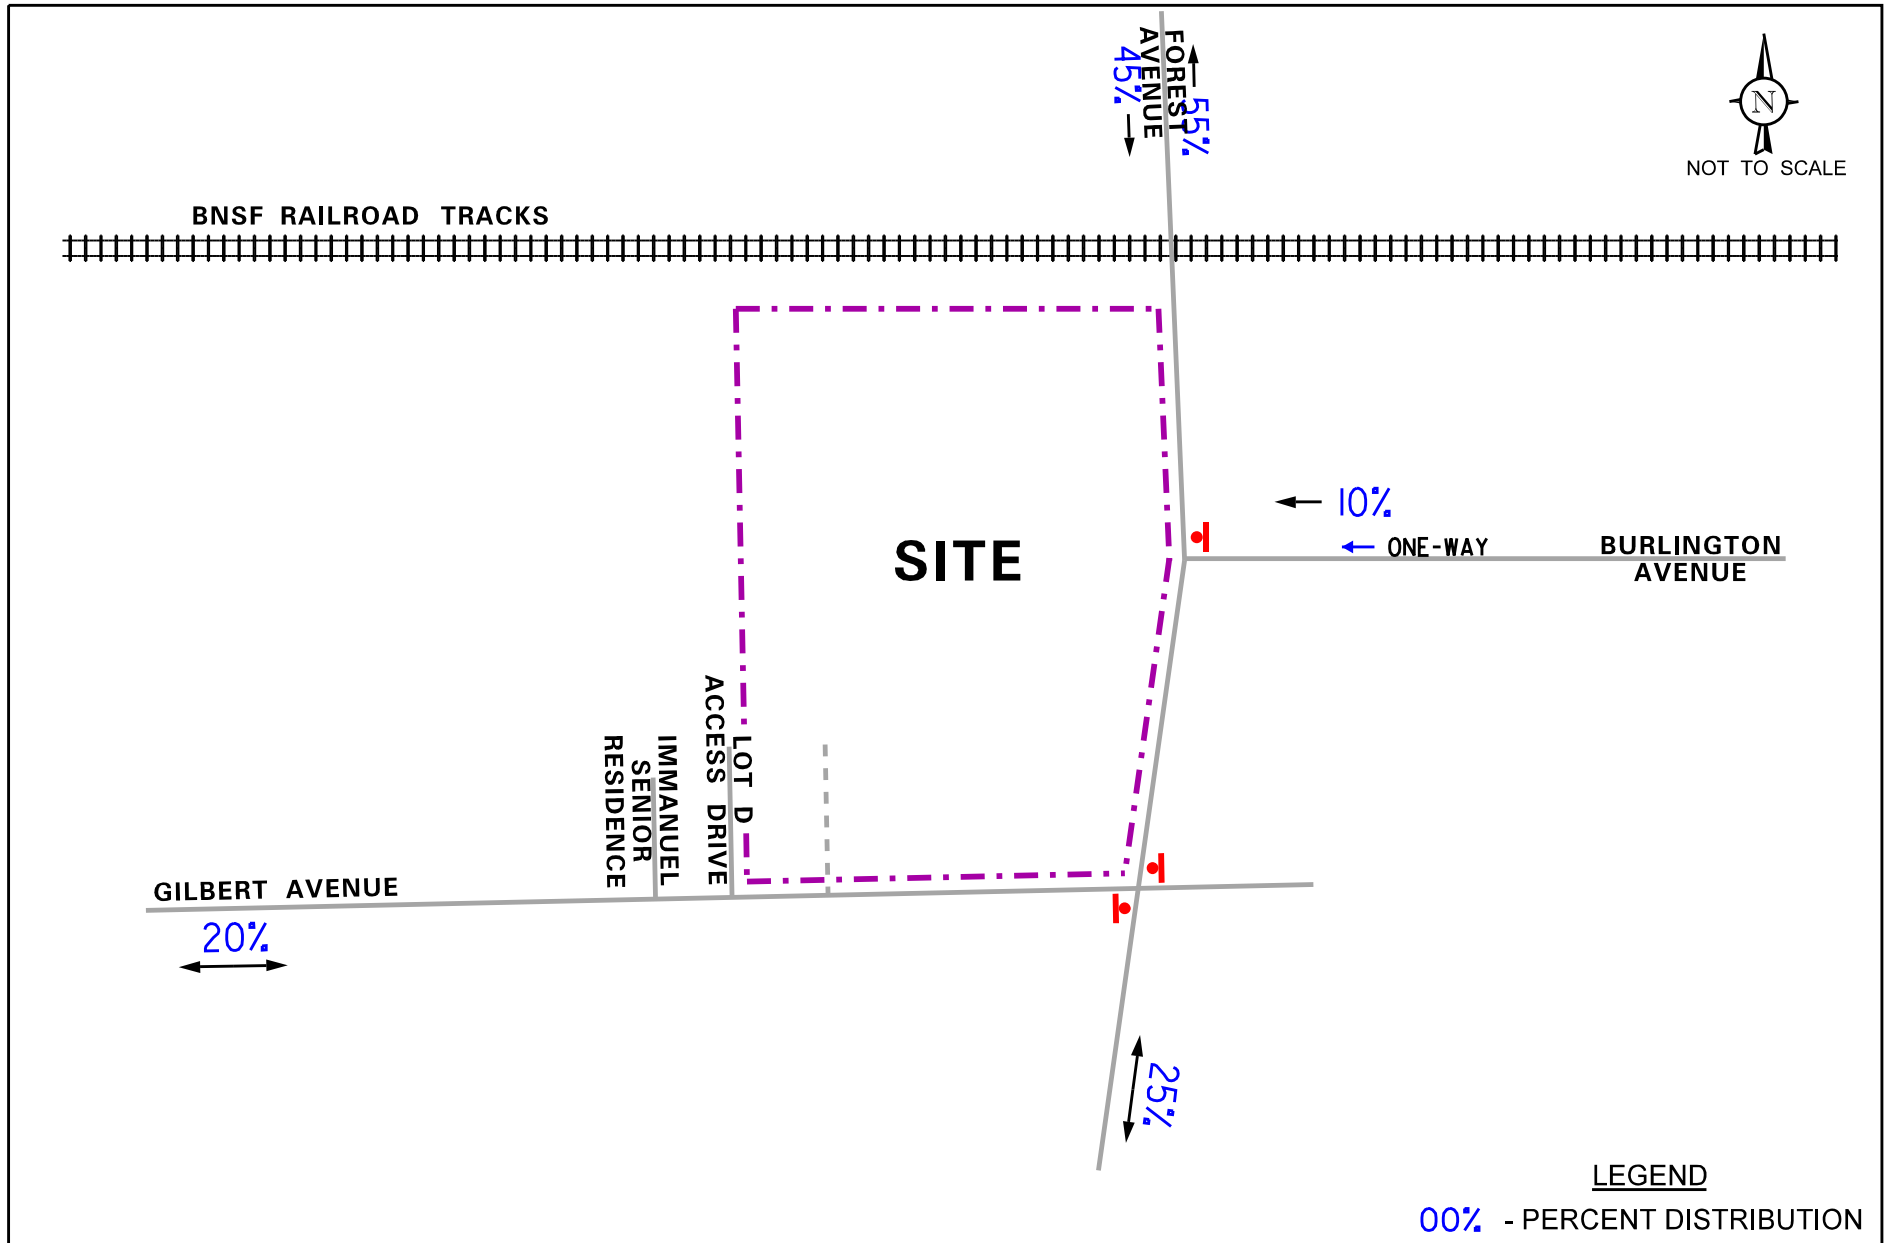 FOREST
AVENUE
45%
55%
N
NOT TO SCALE
BNSF RAILROAD TRACKS
10%
ONE-WAY
BURLINGTON
AVENUE
SITE
LOT D
ACCESS DRIVE
IMMANUEL
SENIOR
RESIDENCE
GILBERT AVENUE
20%
25%
LEGEND
00% - PERCENT DISTRIBUTION